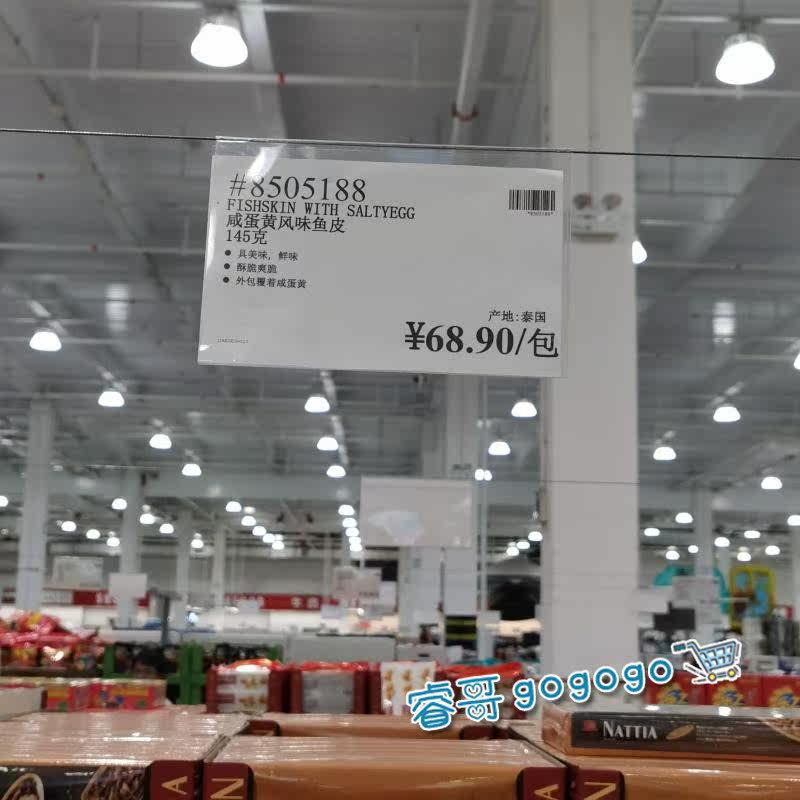 #8505188
FISHSKIN WITH SALTYEGG
咸蛋黄风味鱼皮
145克
具美味, 鲜味
酥脆爽脆
外包覆着咸蛋黄
*8505188*
产地:泰国
¥68.90/包
睿哥gogogo
NATTIA